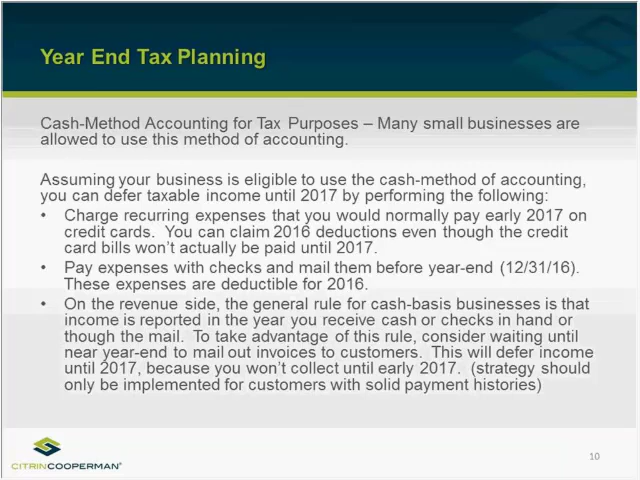 Year End Tax Planning
Cash-Method Accounting for Tax Purposes – Many small businesses are
allowed to use this method of accounting.
Assuming your business is eligible to use the cash-method of accounting,
you can defer taxable income until 2017 by performing the following:
• Charge recurring expenses that you would normally pay early 2017 on
credit cards. You can claim 2016 deductions even though the credit
card bills won't actually be paid until 2017.
• Pay expenses with checks and mail them before year-end (12/31/16).
These expenses are deductible for 2016.
• On the revenue side, the general rule for cash-basis businesses is that
income is reported in the year you receive cash or checks in hand or
though the mail. To take advantage of this rule, consider waiting until
near year-end to mail out invoices to customers. This will defer income
until 2017, because you won't collect until early 2017. (strategy should
only be implemented for customers with solid payment histories)
CITRINCOOPERMAN®
10